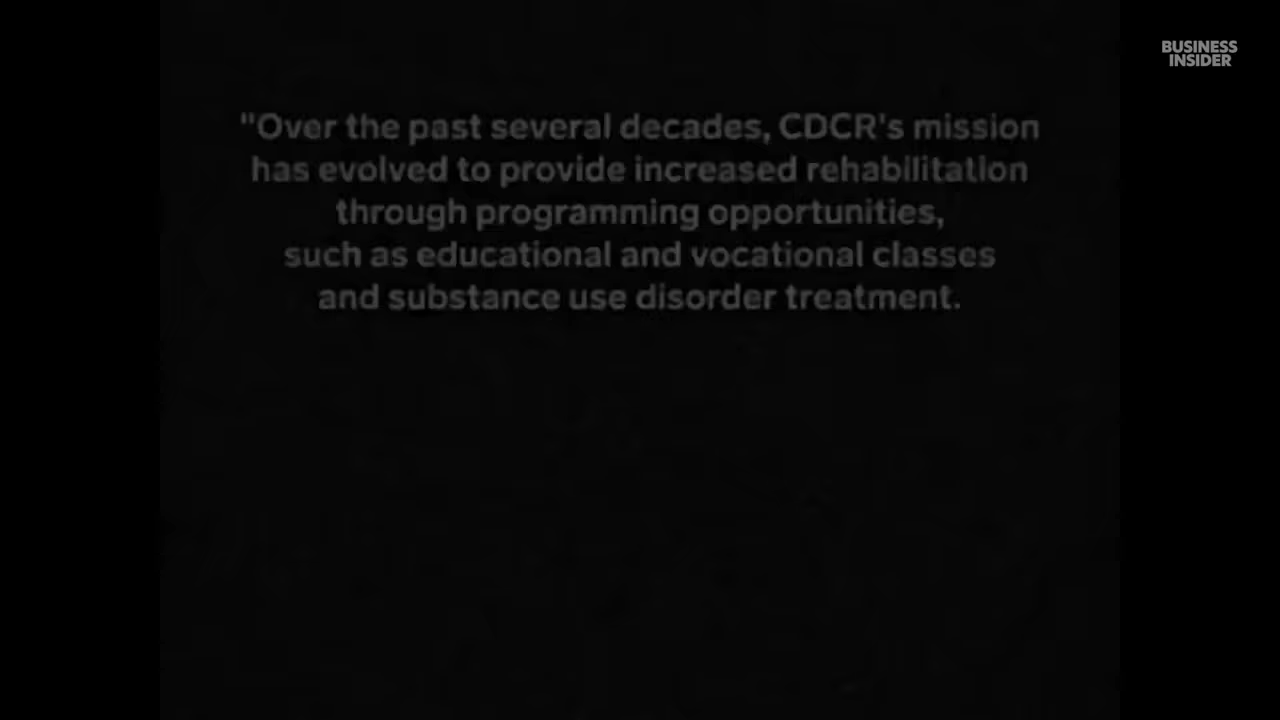 BUSINESS
INSIDER
"Over the past several decades, CDCR's mission
has evolved to provide increased rehabilitation
through programming opportunities,
such as educational and vocational classes
and substance use disorder treatment.